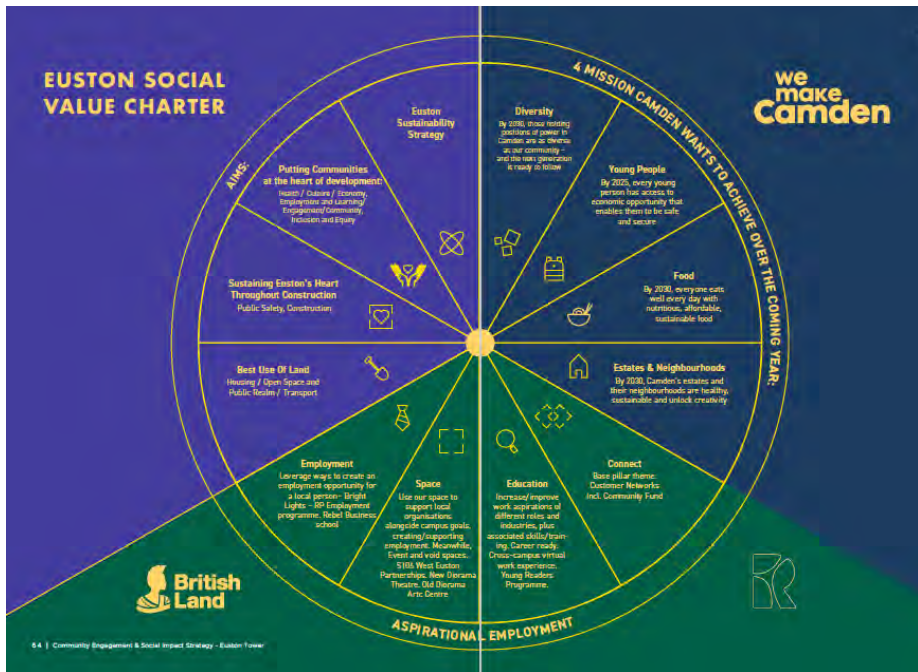 EUSTON SOCIAL
VALUE CHARTER
we
make
Camden
AIMS:
4 MISSION CAMDEN WANTS TO ACHIEVE OVER THE COMING YEAR:
Euston
Sustainability
Strategy
Putting Communities
at the heart of development:
Health / Culture / Economy,
Employment and Learning/
Engagement/Community,
Inclusion and Equity
Sustaining Euston's Heart
Throughout Construction
Public Safety, Construction
Best Use Of Land
Housing / Open Space and
Public Realm / Transport
Diversity
By 2030, those holding
positions of power in
Camden are as diverse
as our community -
and the next generation
is ready to follow
Young People
By 2025, every young
person has access to
economic opportunity that
enables them to be safe
and secure
Food
By 2030, everyone eats
well every day with
nutritious, affordable,
sustainable food
Estates & Neighbourhoods
By 2030, Camden's estates and
their neighbourhoods are healthy,
sustainable and unlock creativity
Employment
Leverage ways to create an
employment opportunity for
a local person- Bright
Lights - RP Employment
programme. Rebel Business
school
Space
Use our space to
support local
organisations
alongside campus goals,
creating/supporting
employment. Meanwhile,
Event and void spaces.
S106 West Euston
Partnerships. New Diorama
Theatre. Old Diorama
Arts Centre
Education
Increase/improve
work aspirations of
different roles and
industries, plus
associated skills/train-
ing. Career ready.
Cross-campus virtual
work experience.
Young Readers
Programme.
Connect
Base pillar theme.
Customer Networks
Incl. Community Fund
ASPIRATIONAL EMPLOYMENT
British
Land
54 | Community Engagement & Social Impact Strategy - Euston Tower